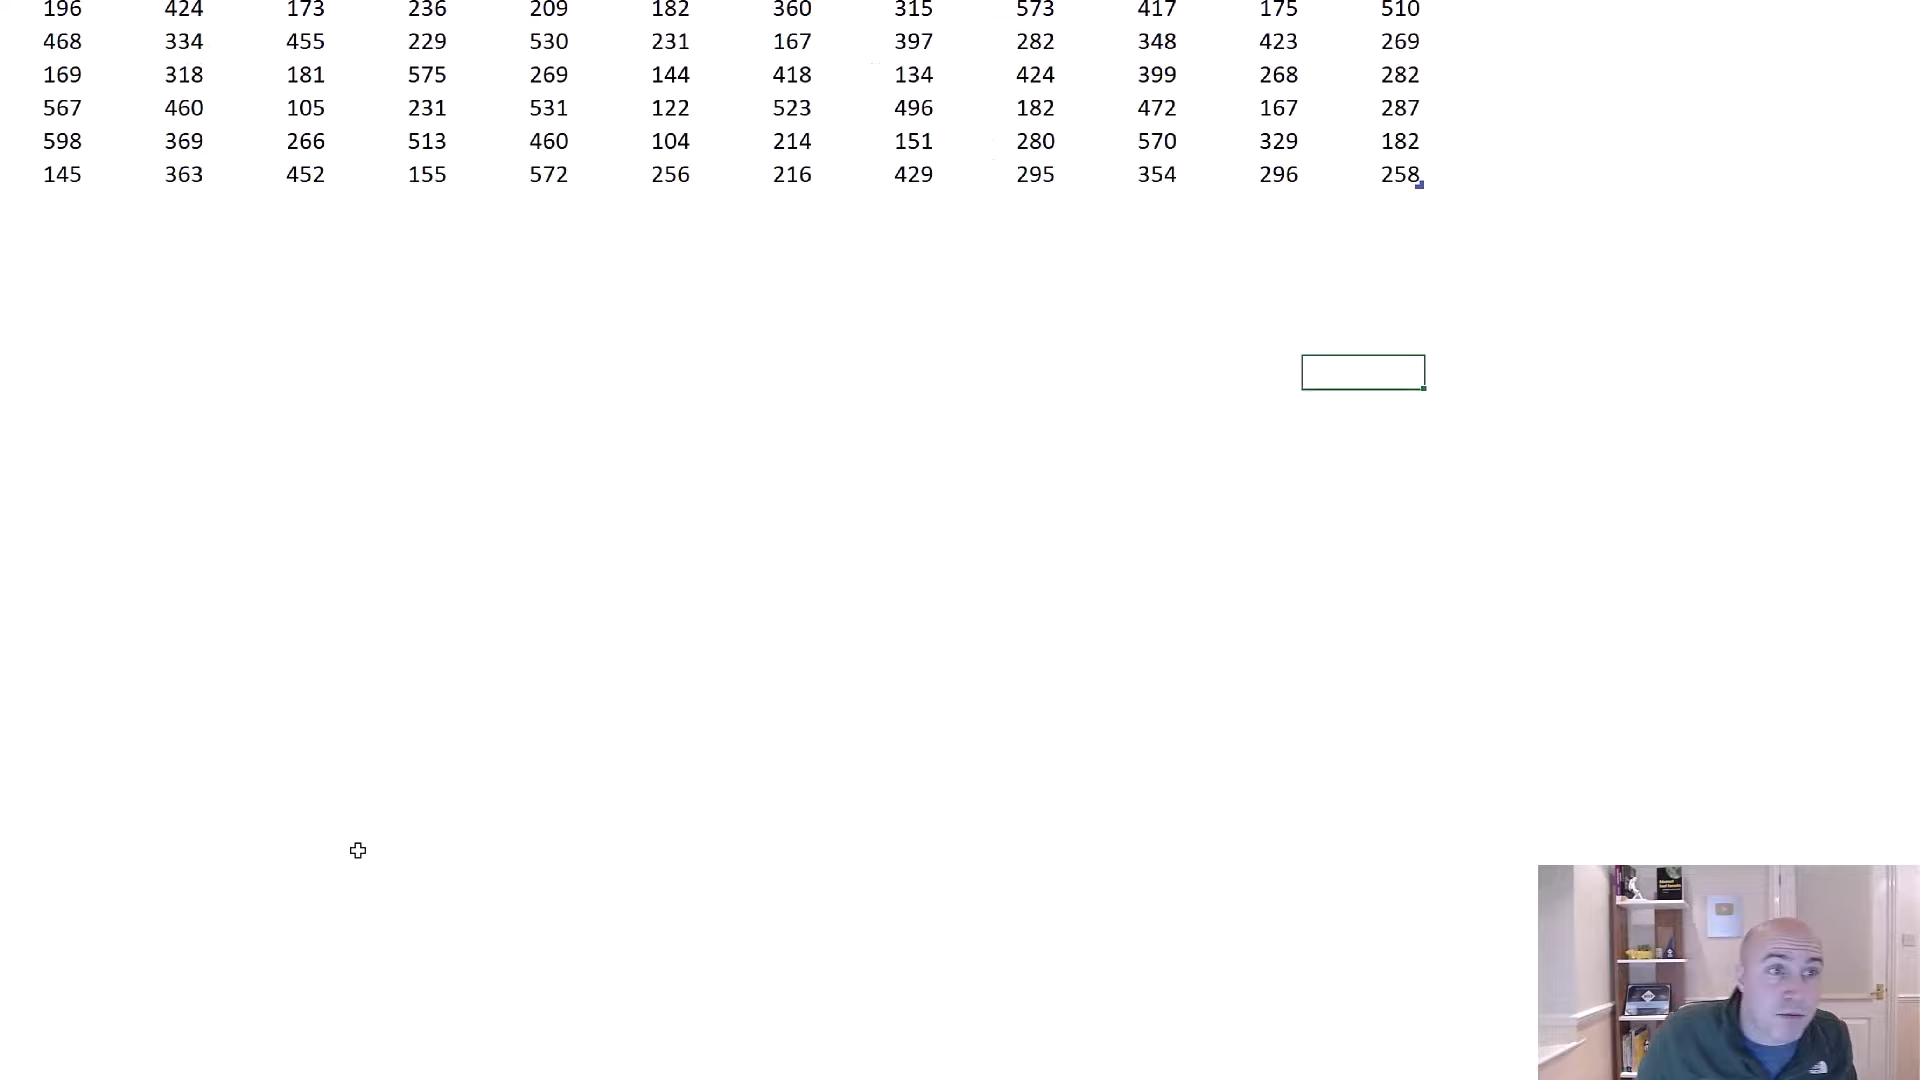 196 424 173 236 209 182 360 315 573 417 175 510
468 334 455 229 530 231 167 397 282 348 423 269
169 318 181 575 269 144 418 134 424 399 268 282
567 460 105 231 531 122 523 496 182 472 167 287
598 369 266 513 460 104 214 151 280 570 329 182
145 363 452 155 572 256 216 429 295 354 296 258